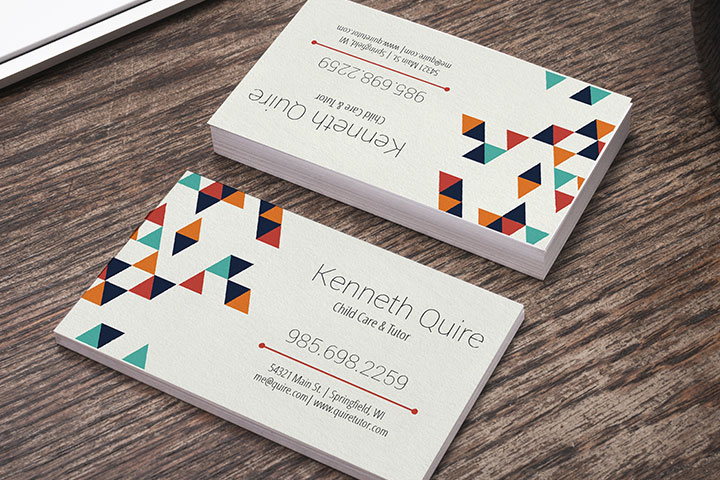 54321 Main St. | Springfield, WI
me@quire.com | www.quiretutor.com
985.698.2259
Kenneth Quire
Child Care & Tutor
Kenneth Quire
Child Care & Tutor
985.698.2259
54321 Main St. | Springfield, WI
me@quire.com | www.quiretutor.com